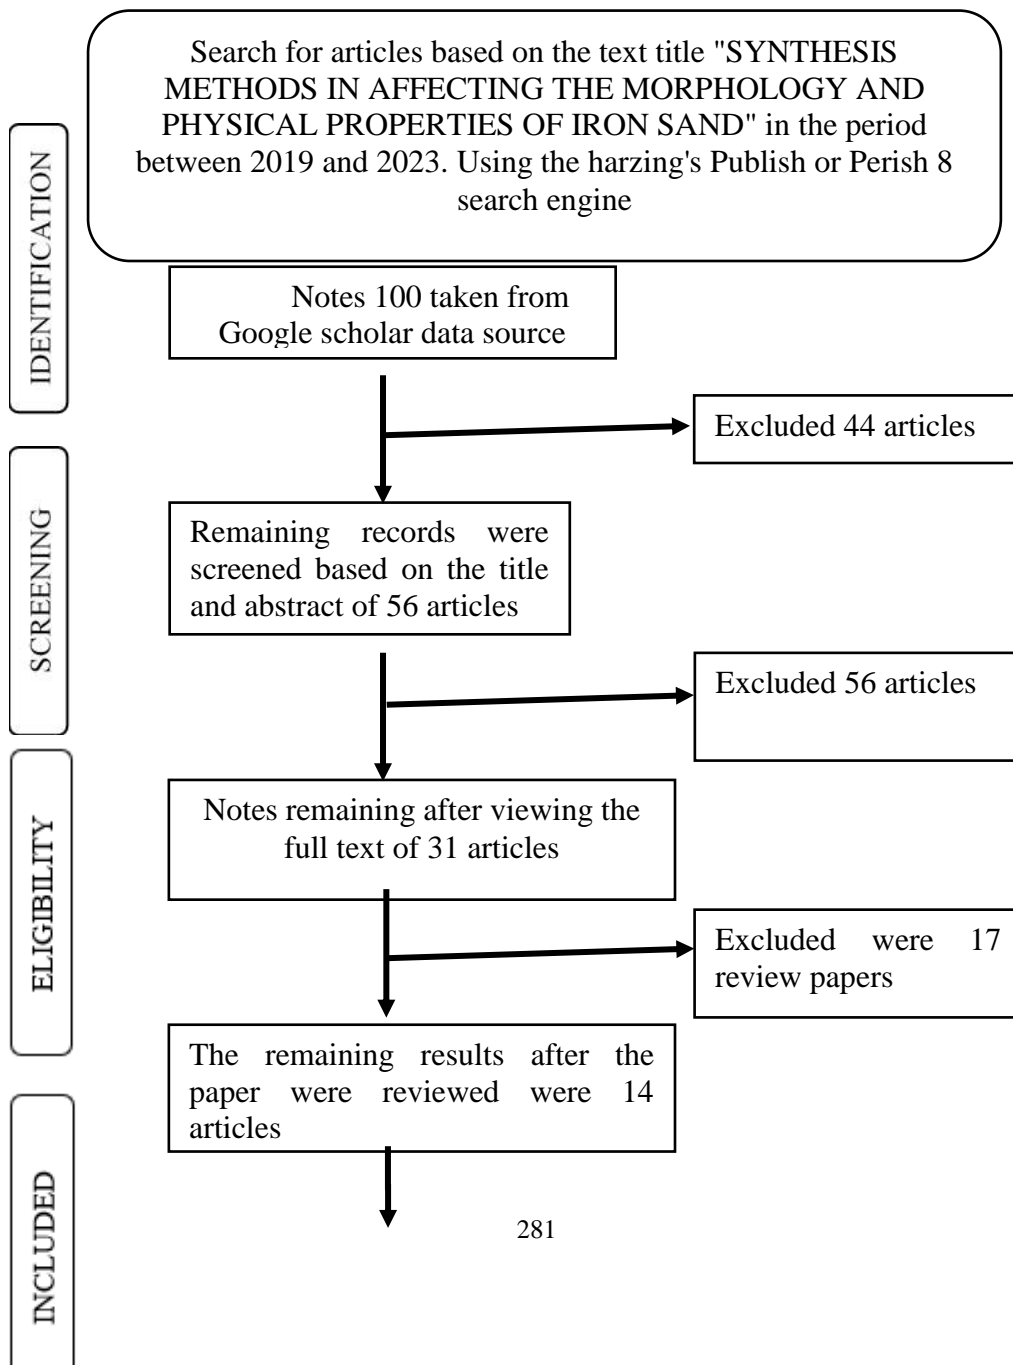 Search for articles based on the text title "SYNTHESIS
METHODS IN AFFECTING THE MORPHOLOGY AND
PHYSICAL PROPERTIES OF IRON SAND" in the period
between 2019 and 2023. Using the harzing's Publish or Perish 8
search engine
IDENTIFICATION
Notes 100 taken from
Google scholar data source
Excluded 44 articles
SCREENING
Remaining records were
screened based on the title
and abstract of 56 articles
Excluded 56 articles
ELIGIBILITY
Notes remaining after viewing the
full text of 31 articles
Excluded were 17
review papers
The remaining results after the
paper were reviewed were 14
articles
INCLUDED
281